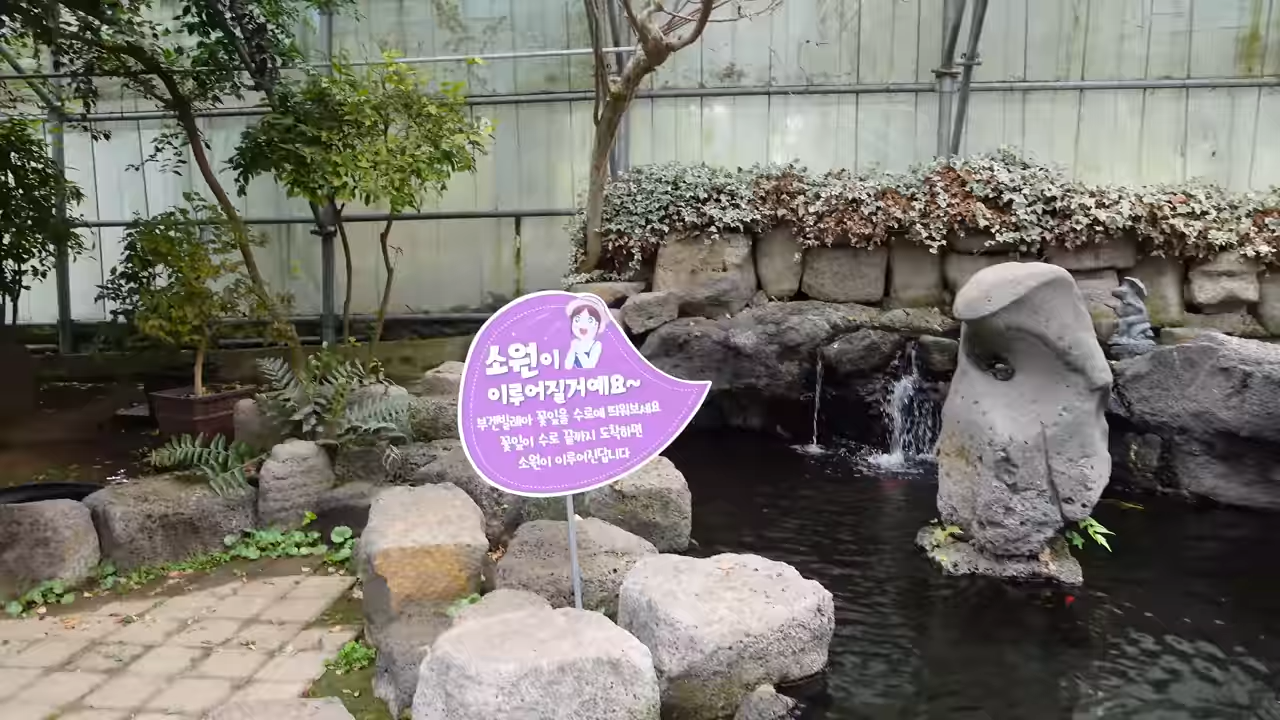 소원이
이루어질거예요~
부겐빌레아 꽃잎을 수로에 띄워보세요
꽃잎이 수로 끝까지 도착하면
소원이 이루어진답니다